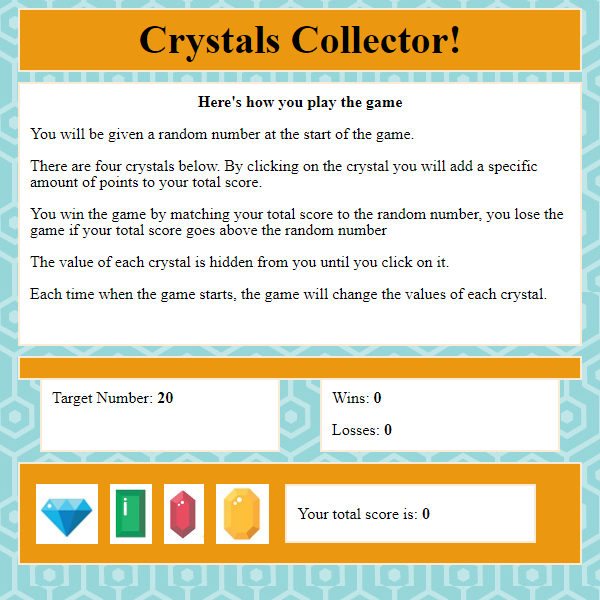 Crystals Collector!
Here's how you play the game
You will be given a random number at the start of the game.
There are four crystals below. By clicking on the crystal you will add a specific
amount of points to your total score.
You win the game by matching your total score to the random number, you lose the
game if your total score goes above the random number
The value of each crystal is hidden from you until you click on it.
Each time when the game starts, the game will change the values of each crystal.
Target Number: 20
Wins: 0
Losses: 0
Your total score is: 0